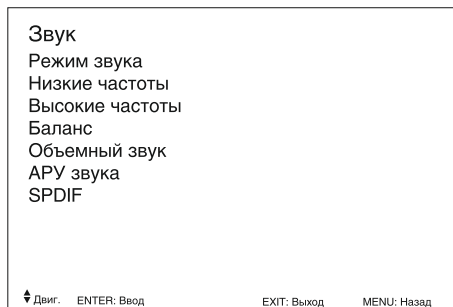 Звук
Режим звука
Низкие частоты
Высокие частоты
Баланс
Объемный звук
АРУ звука
SPDIF
Двиг. ENTER: Ввод EXIT: Выход MENU: Назад